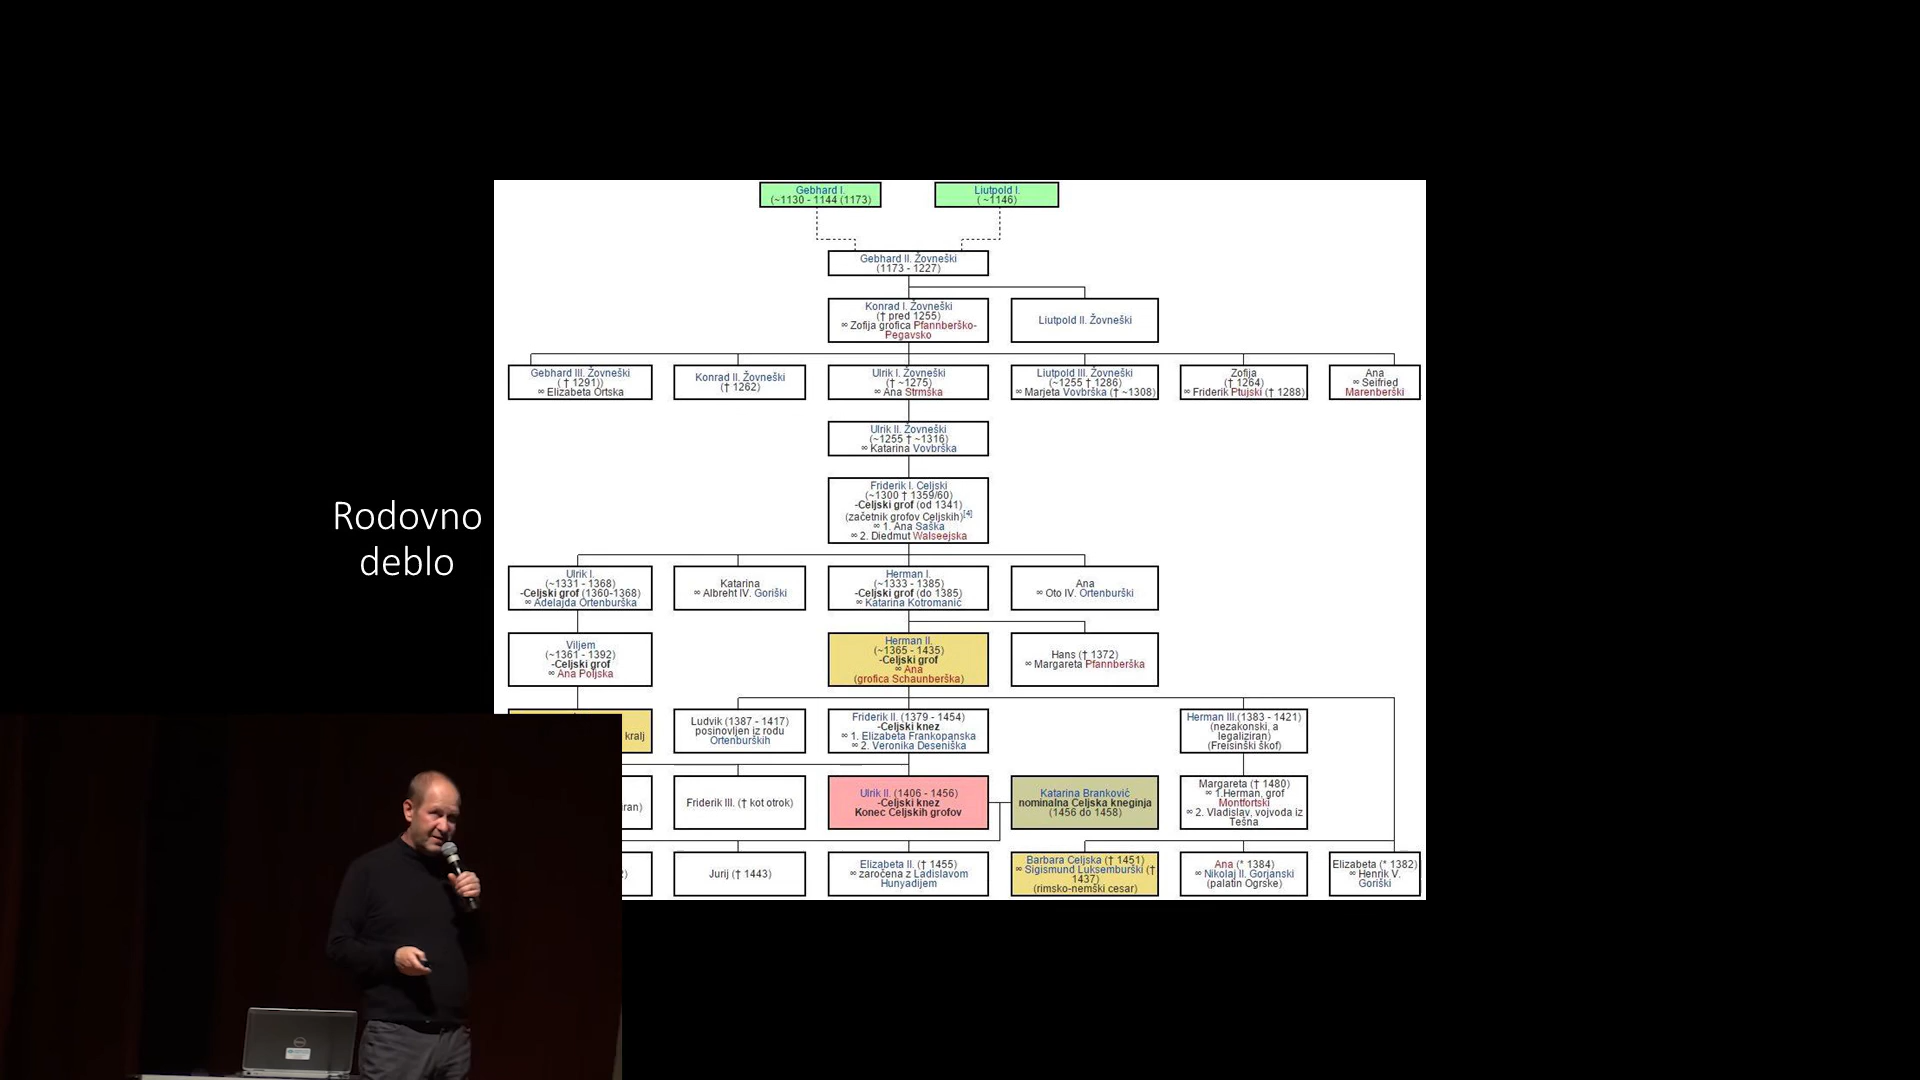 Rodovno
deblo
Gebhard I.
(~1130 - 1144 (1173)
Liutpold I.
( ~1146)
Gebhard II. Žovneški
(1173 - 1227)
Konrad I. Žovneški
(† pred 1255)
∞ Zofija grofica Pfannberško-
Pegavsko
Liutpold II. Žovneški
Gebhard III. Žovneški
( † 1291))
∞ Elizabeta Ortska
Konrad II. Žovneški
(† 1262)
Ulrik I. Žovneški
(† ~1275)
∞ Ana Strmška
Liutpold III. Žovneški
(~1255 † 1286)
∞ Marjeta Vovbrška († ~1308)
Zofija
(† 1264)
∞ Friderik Ptujski († 1288)
Ana
∞ Seifried
Marenberški
Ulrik II. Žovneški
(~1255 † ~1316)
∞ Katarina Vovbrška
Friderik I. Celjski
(~1300 † 1359/60)
-Celjski grof (od 1341)
(začetnik grofov Celjskih)[4]
∞ 1. Ana Saška
∞ 2. Diedmut Walseejska
Ulrik I.
(~1331 - 1368)
-Celjski grof (1360-1368)
∞ Adelajda Ortenburška
Katarina
∞ Albreht IV. Goriški
Herman I.
(~1333 - 1385)
-Celjski grof (do 1385)
∞ Katarina Kotromanić
Ana
∞ Oto IV. Ortenburški
Viljem
(~1361 - 1392)
-Celjski grof
∞ Ana Poljska
Herman II.
(~1365 - 1435)
-Celjski grof
∞ Ana
(grofica Schaunberška)
Hans († 1372)
∞ Margareta Pfannberška
kralj
Ludvik (1387 - 1417)
posinovljen iz rodu
Ortenburških
Friderik II. (1379 - 1454)
-Celjski knez
∞ 1. Elizabeta Frankopanska
∞ 2. Veronika Deseniška
Herman III.(1383 - 1421)
(nezakonski, a
legaliziran)
(Freisinški škof)
ran)
Friderik III. († kot otrok)
Ulrik II. (1406 - 1456)
-Celjski knez
Konec Celjskih grofov
Katarina Branković
nominalna Celjska kneginja
(1456 do 1458)
Margareta († 1480)
∞ 1.Herman, grof
Montfortski
∞ 2. Vladislav, vojvoda iz
Tešna
2)
Jurij († 1443)
Elizabeta II. († 1455)
∞ zaročena z Ladislavom
Hunyadijem
Barbara Celjska († 1451)
∞ Sigismund Luksemburški (†
1437)
(rimsko-nemški cesar)
Ana (* 1384)
∞ Nikolaj II. Gorjanski
(palatin Ogrske)
Elizabeta (* 1382)
∞ Henrik V.
Goriški